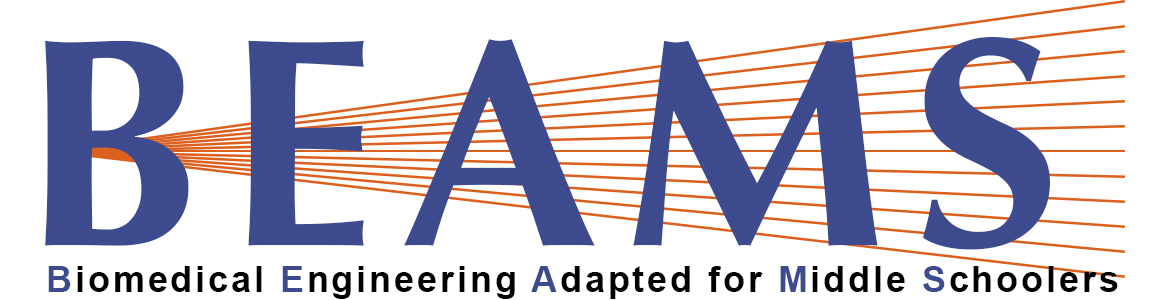 BEAMS
Biomedical Engineering Adapted for Middle Schoolers